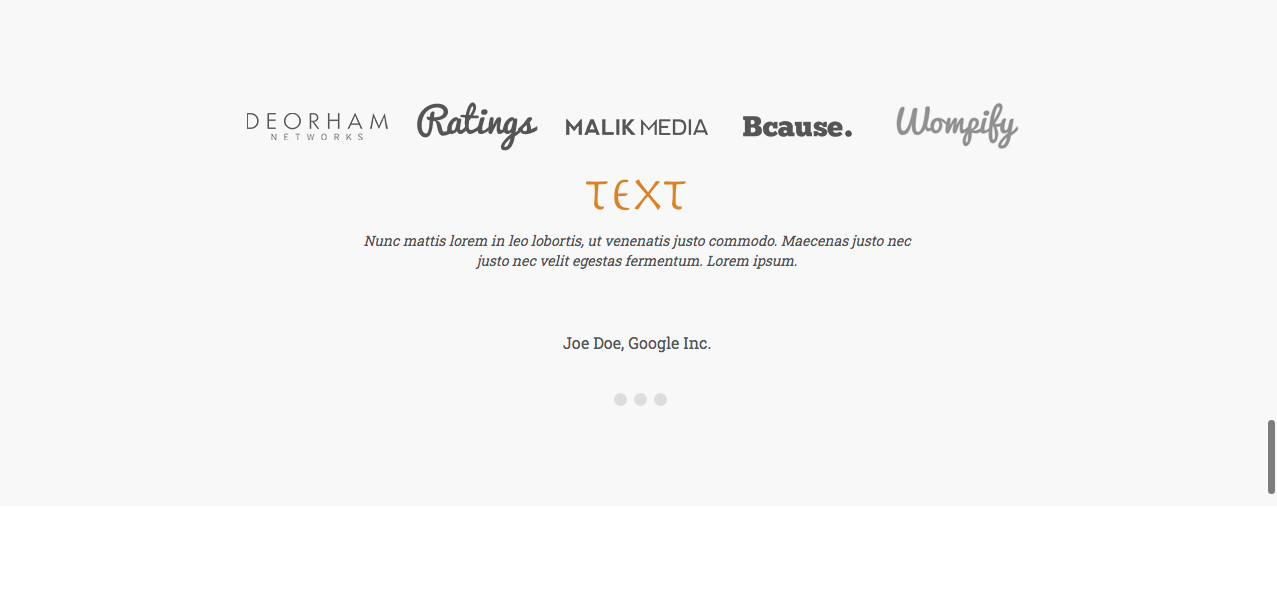 DEORHAM Ratings MALIK MEDIA Bcause. Wompify
NETWORKS
TEXT
Nunc mattis lorem in leo lobortis, ut venenatis justo commodo. Maecenas justo nec
justo nec velit egestas fermentum. Lorem ipsum.
Joe Doe, Google Inc.